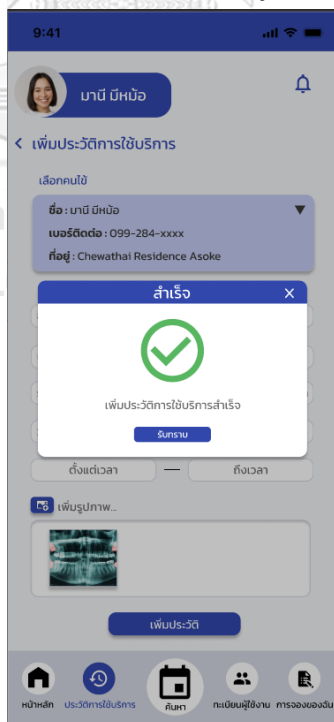 9:41
มานี มีหม้อ
< เพิ่มประวัติการใช้บริการ
เลือกคนไข้
ชื่อ : มานี มีหม้อ
เบอร์ติดต่อ : 099-284-xxxx
ที่อยู่ : Chewathai Residence Asoke
สำเร็จ X
เพิ่มประวัติการใช้บริการสำเร็จ
รับทราบ
ตั้งแต่เวลา — ถึงเวลา
เพิ่มรูปภาพ...
เพิ่มประวัติ
หน้าหลัก ประวัติการใช้บริการ ค้นหา ทะเบียนผู้ใช้งาน การจองของฉัน